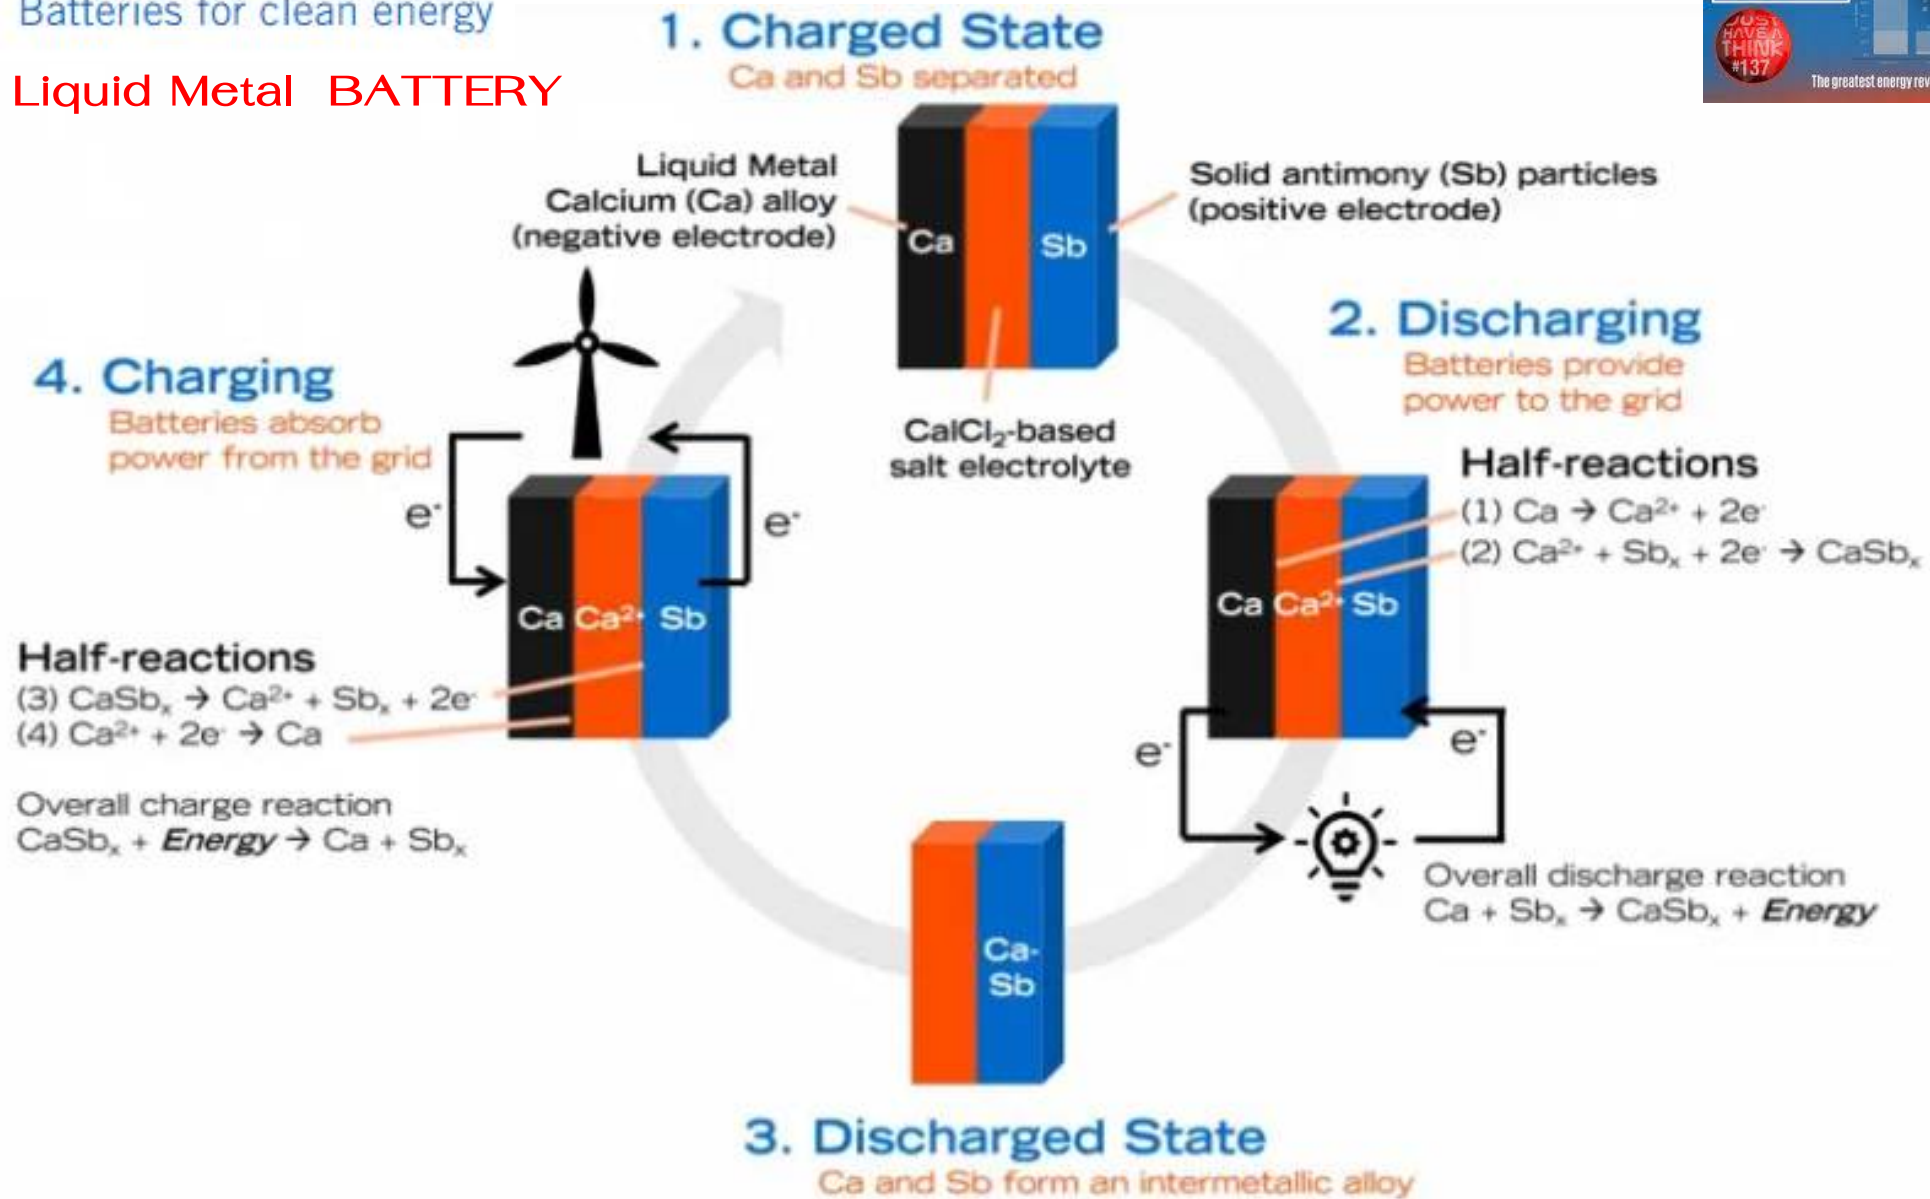 Batteries for clean energy
Liquid Metal BATTERY
1. Charged State
Ca and Sb separated
JUST
HAVE A
THINK
#137
The greatest energy rev
Liquid Metal
Calcium (Ca) alloy
(negative electrode)
Ca
Sb
Solid antimony (Sb) particles
(positive electrode)
CalCl₂-based
salt electrolyte
2. Discharging
Batteries provide
power to the grid
Half-reactions
(1) Ca → Ca²⁺ + 2e⁻
(2) Ca²⁺ + Sbₓ + 2e⁻ → CaSbₓ
Ca Ca²⁺ Sb
e⁻
e⁻
Overall discharge reaction
Ca + Sbₓ → CaSbₓ + Energy
3. Discharged State
Ca and Sb form an intermetallic alloy
Ca-
Sb
4. Charging
Batteries absorb
power from the grid
e⁻
e⁻
Ca Ca²⁺ Sb
Half-reactions
(3) CaSbₓ → Ca²⁺ + Sbₓ + 2e⁻
(4) Ca²⁺ + 2e⁻ → Ca
Overall charge reaction
CaSbₓ + Energy → Ca + Sbₓ